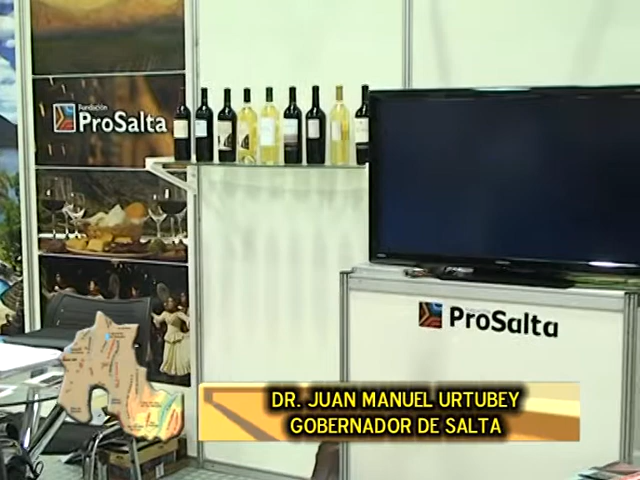 Fundación
ProSalta
ProSalta
DR. JUAN MANUEL URTUBEY
GOBERNADOR DE SALTA